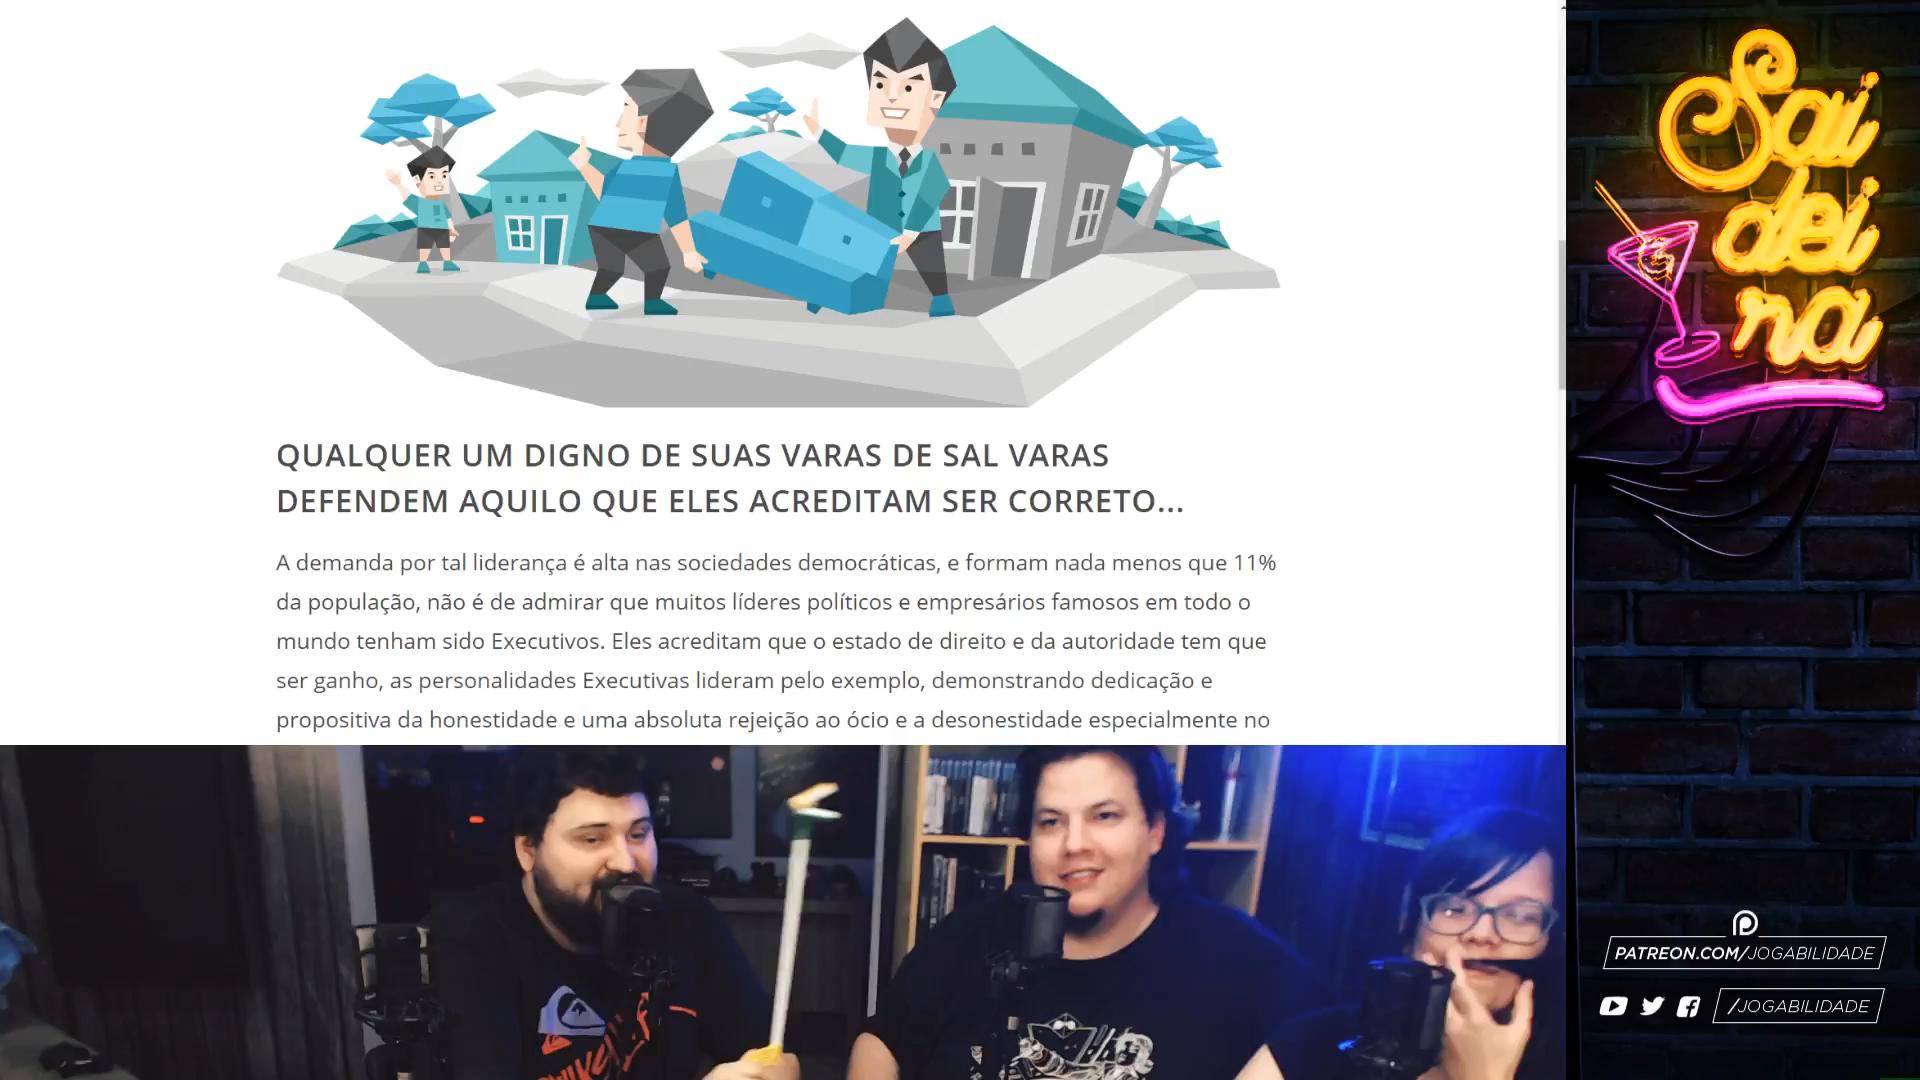 QUALQUER UM DIGNO DE SUAS VARAS DE SAL VARAS
DEFENDEM AQUILO QUE ELES ACREDITAM SER CORRETO...
A demanda por tal liderança é alta nas sociedades democráticas, e formam nada menos que 11%
da população, não é de admirar que muitos líderes políticos e empresários famosos em todo o
mundo tenham sido Executivos. Eles acreditam que o estado de direito e da autoridade tem que
ser ganho, as personalidades Executivas lideram pelo exemplo, demonstrando dedicação e
propositiva da honestidade e uma absoluta rejeição ao ócio e a desonestidade especialmente no
Sai
dei
ra
PATREON.COM/JOGABILIDADE
/JOGABILIDADE